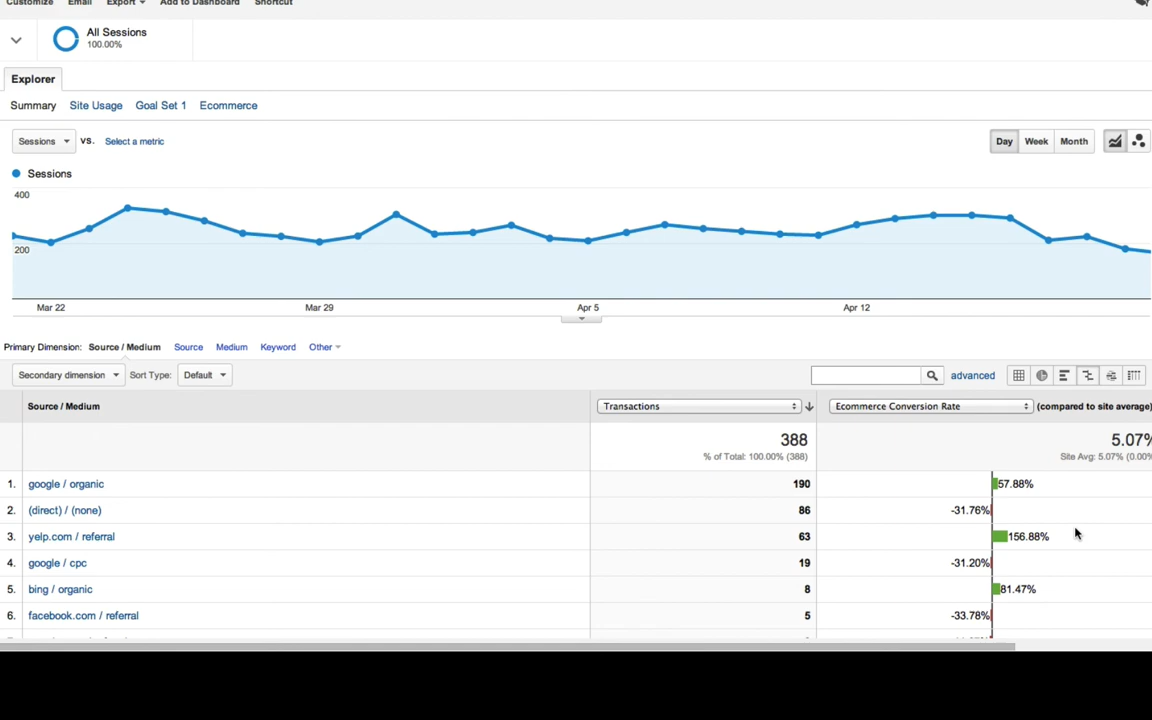 Customize Email Export Add to Dashboard Shortcut
All Sessions
100.00%
Explorer
Summary Site Usage Goal Set 1 Ecommerce
Sessions vs. Select a metric Day Week Month
Sessions
400
200
Mar 22 Mar 29 Apr 5 Apr 12
Primary Dimension: Source / Medium Source Medium Keyword Other
Secondary dimension Sort Type: Default advanced
Source / Medium Transactions Ecommerce Conversion Rate (compared to site average)
388 5.07%
% of Total: 100.00% (388) Site Avg: 5.07% (0.00%
1. google / organic 190 57.88%
2. (direct) / (none) 86 -31.76%
3. yelp.com / referral 63 156.88%
4. google / cpc 19 -31.20%
5. bing / organic 8 81.47%
6. facebook.com / referral 5 -33.78%